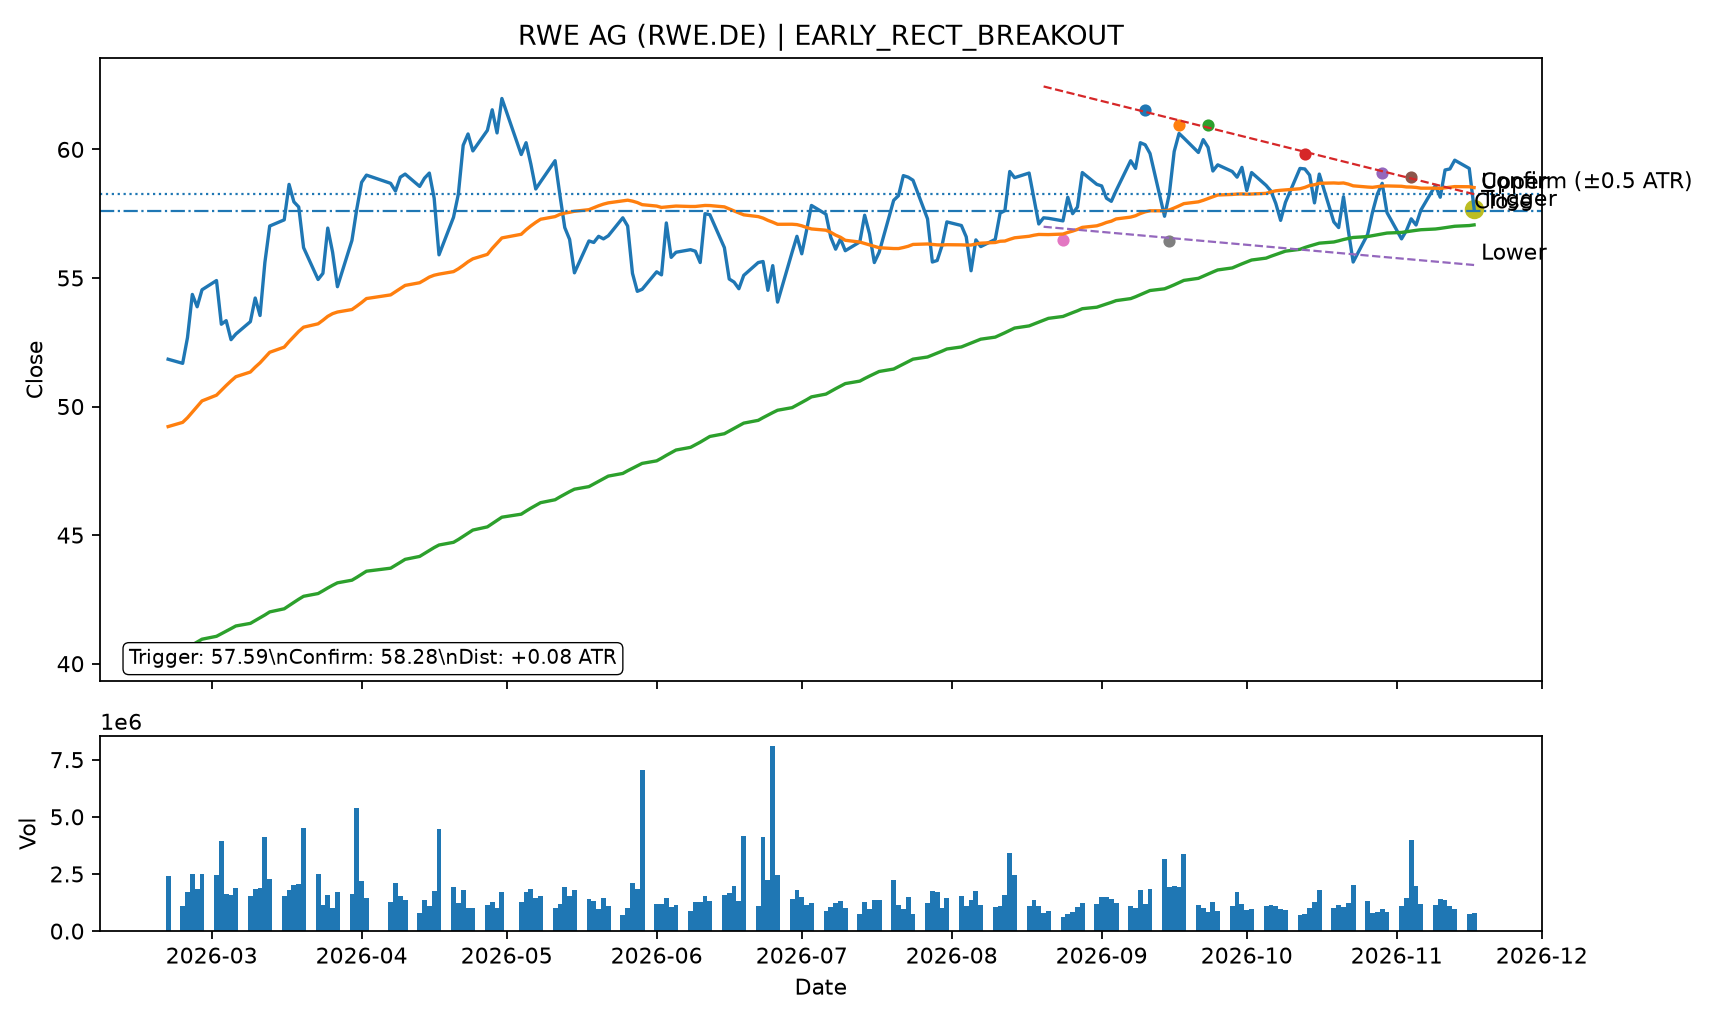 RWE AG (RWE.DE) | EARLY_RECT_BREAKOUT
Close
60
55
50
45
40
Upper
Confirm (±0.5 ATR)
Trigger
Close
Lower
Trigger: 57.59\nConfirm: 58.28\nDist: +0.08 ATR
1e6
Vol
7.5
5.0
2.5
0.0
2026-03 2026-04 2026-05 2026-06 2026-07 2026-08 2026-09 2026-10 2026-11 2026-12
Date